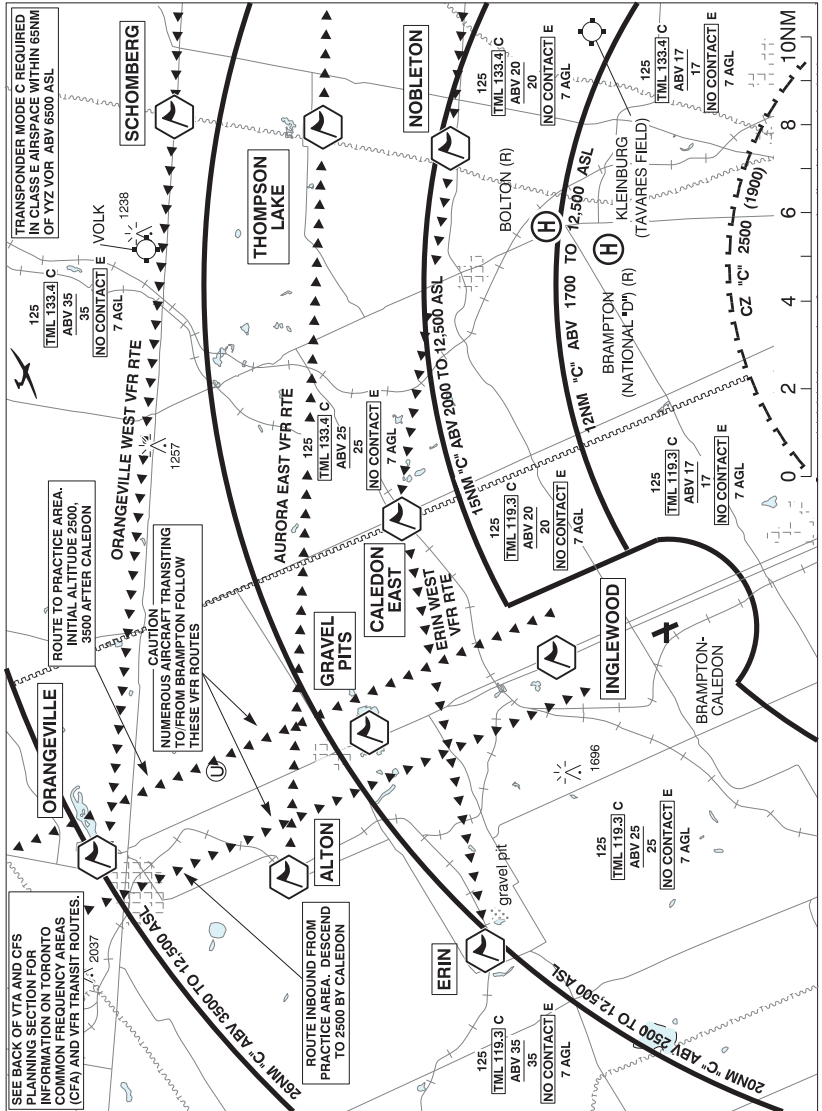 SEE BACK OF VTA AND CFS
PLANNING SECTION FOR
INFORMATION ON TORONTO
COMMON FREQUENCY AREAS
(CFA) AND VFR TRANSIT ROUTES.
2037
ORANGEVILLE
ROUTE TO PRACTICE AREA.
INITIAL ALTITUDE 2500,
3500 AFTER CALEDON
ORANGEVILLE WEST VFR RTE
1257
125
TML 133.4 C
ABV 35
35
NO CONTACT E
7 AGL
VOLK
1238
SCHOMBERG
TRANSPONDER MODE C REQUIRED
IN CLASS E AIRSPACE WITHIN 65NM
OF YYZ VOR ABV 6500 ASL
CAUTION
NUMEROUS AIRCRAFT TRANSITING
TO/FROM BRAMPTON FOLLOW
THESE VFR ROUTES
U
26NM "C" ABV 3500 TO 12,500 ASL
ROUTE INBOUND FROM
PRACTICE AREA. DESCEND
TO 2500 BY CALEDON
ALTON
GRAVEL
PITS
AURORA EAST VFR RTE
THOMPSON
LAKE
125
TML 133.4 C
ABV 25
25
NO CONTACT E
7 AGL
CALEDON
EAST
ERIN WEST
VFR RTE
NOBLETON
ERIN
gravel pit
125
TML 119.3 C
ABV 35
35
NO CONTACT E
7 AGL
20NM "C" ABV 2500 TO 12,500 ASL
15NM "C" ABV 2000 TO 12,500 ASL
125
TML 119.3 C
ABV 20
20
NO CONTACT E
7 AGL
BOLTON (R)
H
125
TML 133.4 C
ABV 20
20
NO CONTACT E
7 AGL
INGLEWOOD
1696
12NM "C" ABV 1700 TO 12,500 ASL
H
BRAMPTON
(NATIONAL "D") (R)
KLEINBURG
(TAVARES FIELD)
125
TML 119.3 C
ABV 25
25
NO CONTACT E
7 AGL
BRAMPTON-
CALEDON
125
TML 119.3 C
ABV 17
17
NO CONTACT E
7 AGL
125
TML 133.4 C
ABV 17
17
NO CONTACT E
7 AGL
CZ "C" 2500 (1900)
0 2 4 6 8 10NM